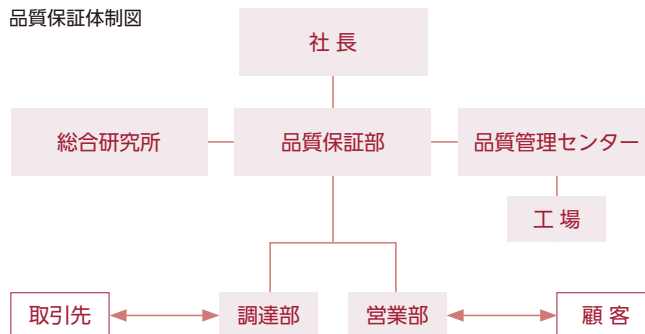 品質保証体制図
社 長
総合研究所
品質保証部
品質管理センター
工 場
取引先
調達部
営業部
顧 客